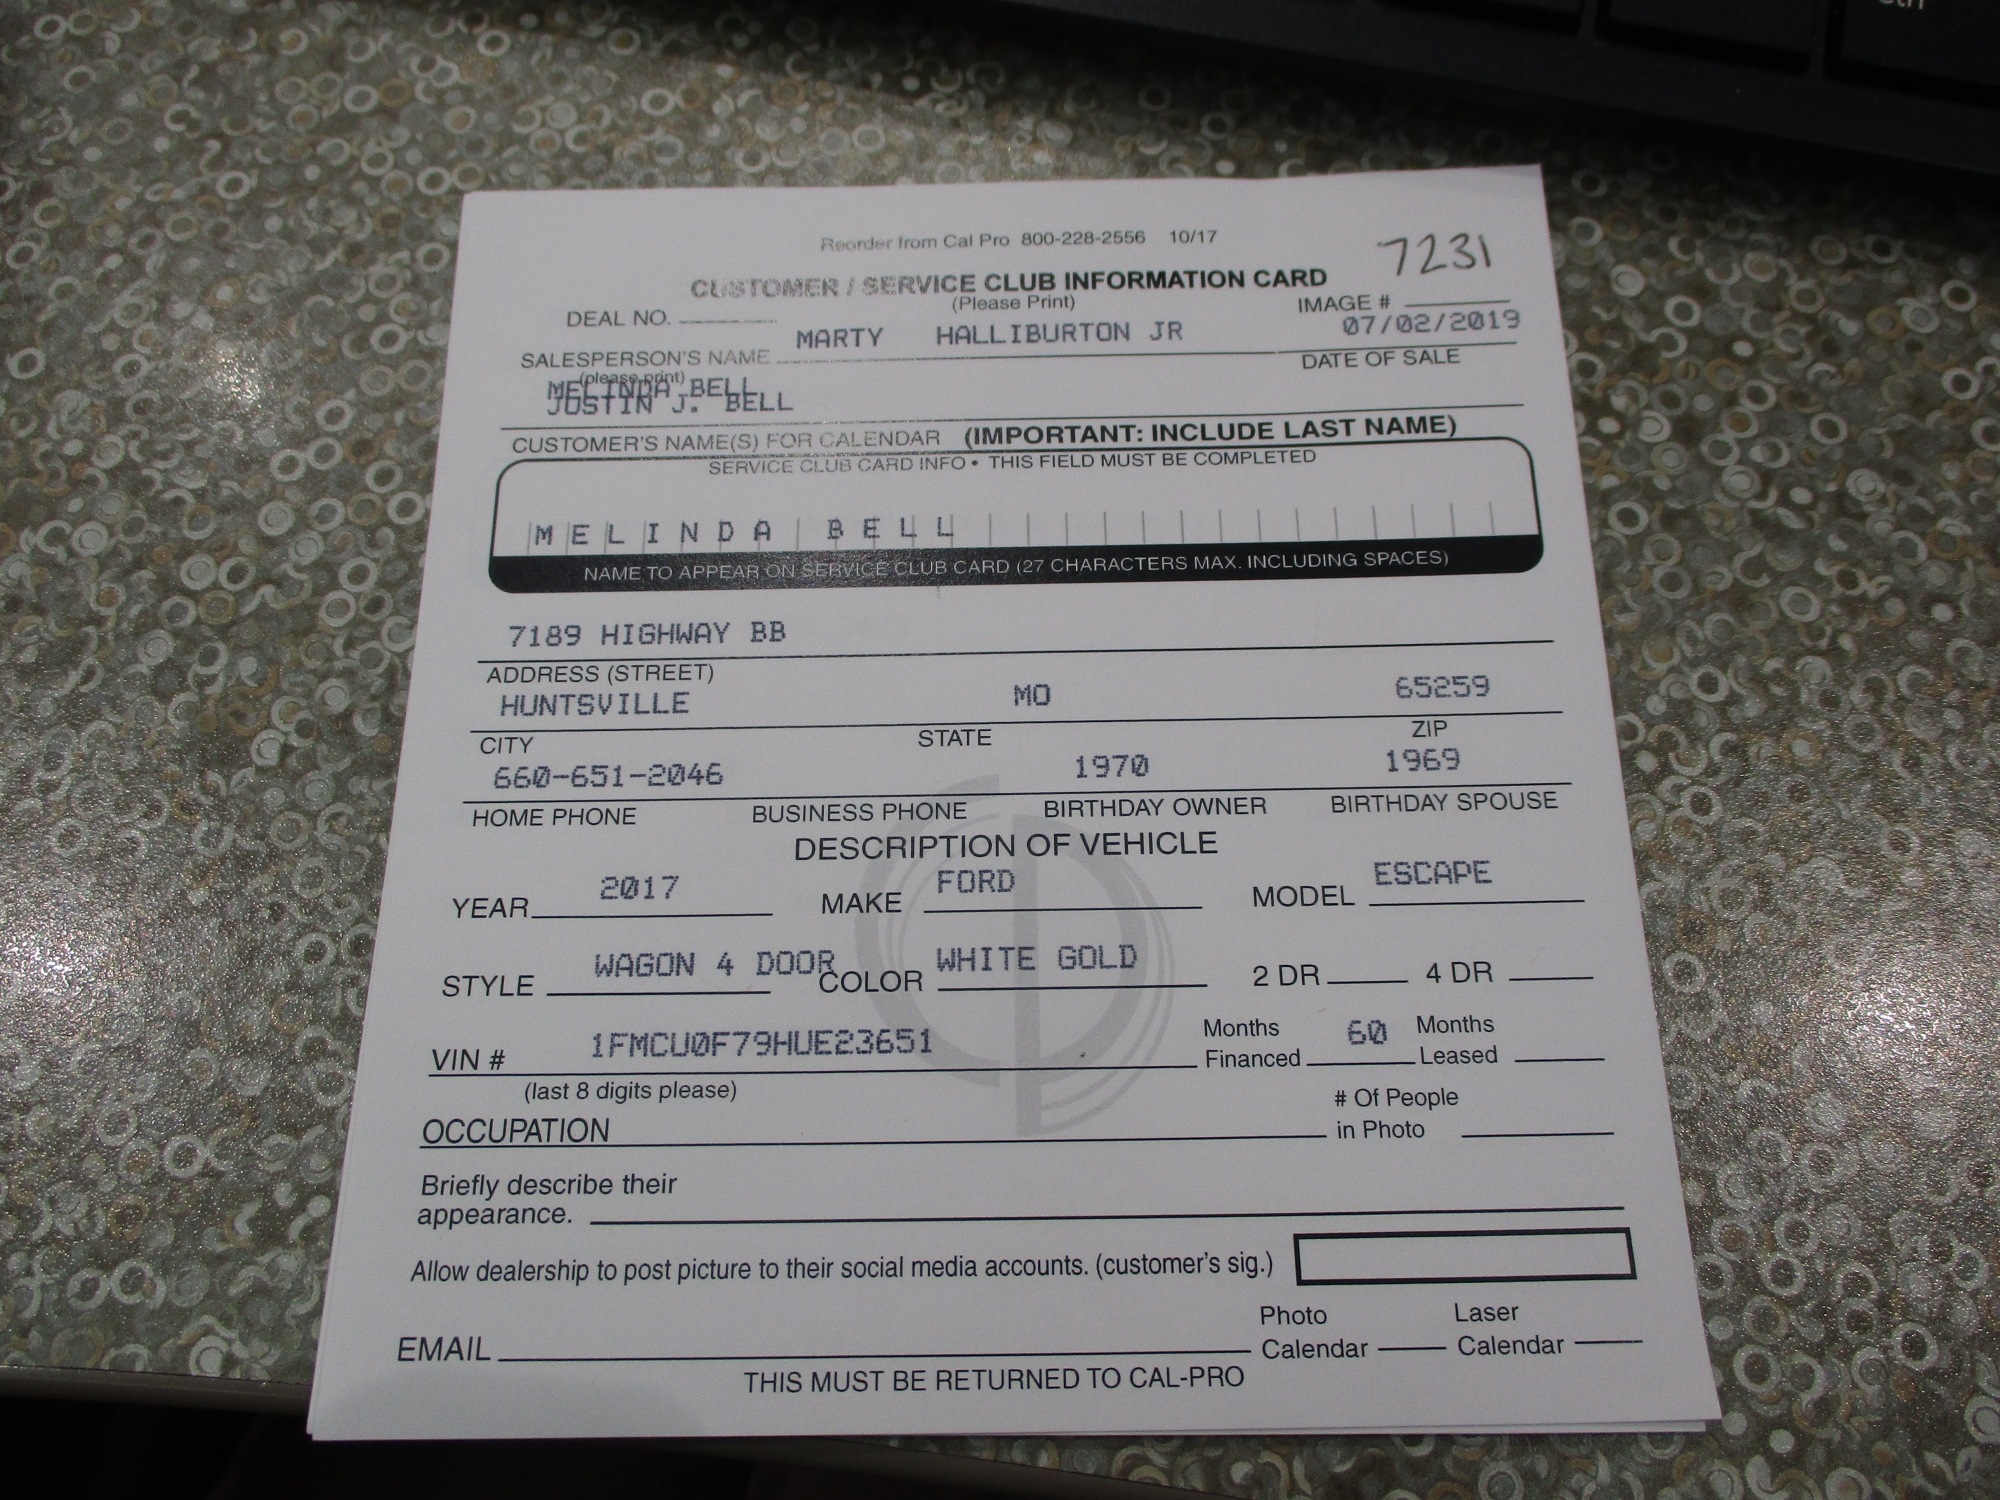 Ctrl
Reorder from Cal Pro 800-228-2556 10/17
7231
CUSTOMER / SERVICE CLUB INFORMATION CARD
(Please Print)
DEAL NO. IMAGE #
MARTY HALLIBURTON JR 07/02/2019
SALESPERSON'S NAME DATE OF SALE
(please print)
MELINDA BELL
JUSTIN J. BELL
CUSTOMER'S NAME(S) FOR CALENDAR (IMPORTANT: INCLUDE LAST NAME)
SERVICE CLUB CARD INFO • THIS FIELD MUST BE COMPLETED
MELINDA BELL
NAME TO APPEAR ON SERVICE CLUB CARD (27 CHARACTERS MAX. INCLUDING SPACES)
7189 HIGHWAY BB
ADDRESS (STREET)
HUNTSVILLE MO 65259
CITY STATE ZIP
660-651-2046 1970 1969
HOME PHONE BUSINESS PHONE BIRTHDAY OWNER BIRTHDAY SPOUSE
DESCRIPTION OF VEHICLE
YEAR 2017 MAKE FORD MODEL ESCAPE
STYLE WAGON 4 DOOR COLOR WHITE GOLD 2 DR 4 DR
VIN # 1FMCU0F79HUE23651 Months Financed 60 Months Leased
(last 8 digits please)
OCCUPATION # Of People in Photo
Briefly describe their
appearance.
Allow dealership to post picture to their social media accounts. (customer's sig.)
EMAIL Photo Calendar Laser Calendar
THIS MUST BE RETURNED TO CAL-PRO